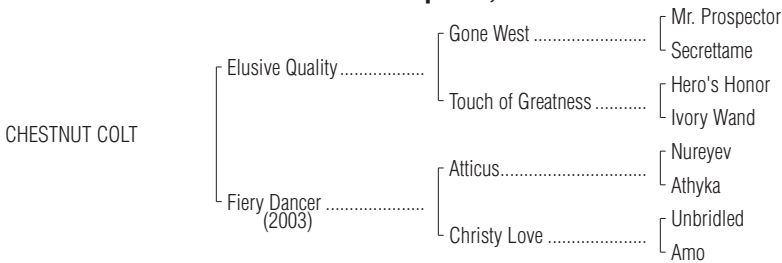 Mr. Prospector
Gone West ......................
Secrettame
Elusive Quality.................
Hero's Honor
Touch of Greatness ...........
Ivory Wand
CHESTNUT COLT
Nureyev
Atticus.............................
Athyka
Fiery Dancer ....................
(2003)
Unbridled
Christy Love ....................
Amo